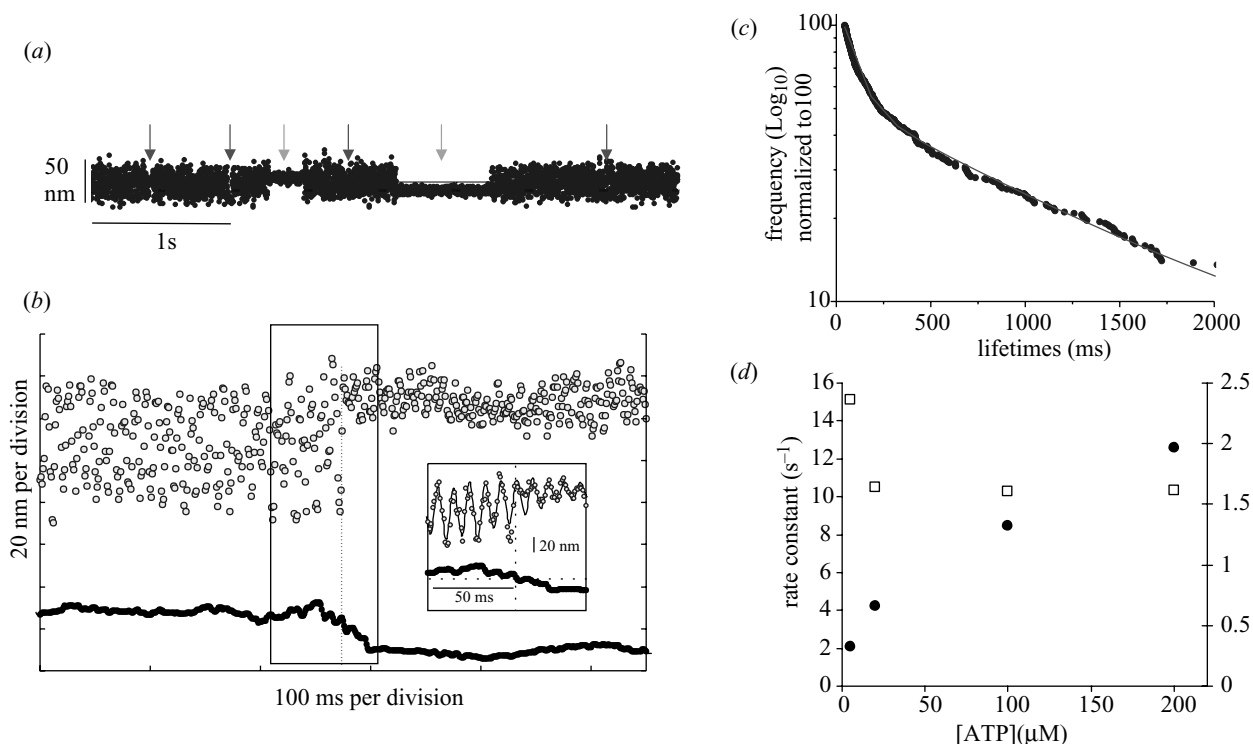 (a)
50
nm
1s
(b)
20 nm per division
20 nm
50 ms
100 ms per division
(c)
frequency (Log10)
normalized to100
100
10
0 500 1000 1500 2000
lifetimes (ms)
(d)
rate constant (s⁻¹)
16
14
12
10
8
6
4
2
0
2.5
2
1.5
1
0.5
0
0 50 100 150 200
[ATP](µM)